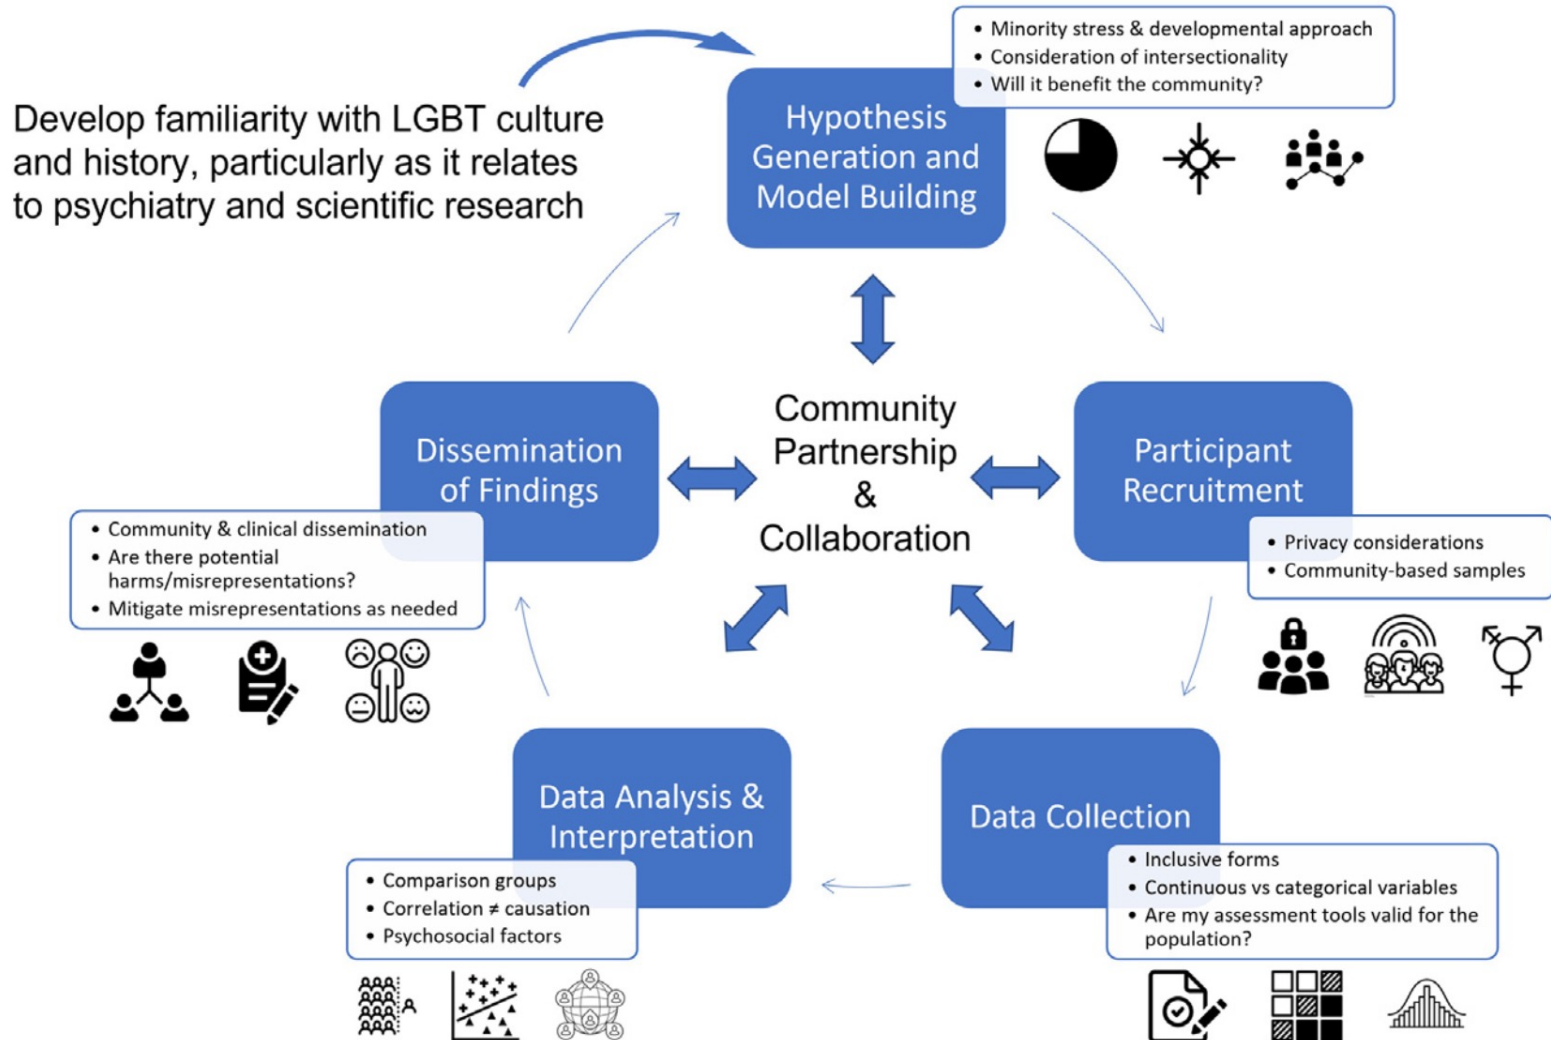 Develop familiarity with LGBT culture
and history, particularly as it relates
to psychiatry and scientific research
Hypothesis
Generation and
Model Building
• Minority stress & developmental approach
• Consideration of intersectionality
• Will it benefit the community?
Community
Partnership
&
Collaboration
Participant
Recruitment
• Privacy considerations
• Community-based samples
Data Collection
• Inclusive forms
• Continuous vs categorical variables
• Are my assessment tools valid for the
population?
Data Analysis &
Interpretation
• Comparison groups
• Correlation ≠ causation
• Psychosocial factors
Dissemination
of Findings
• Community & clinical dissemination
• Are there potential
harms/misrepresentations?
• Mitigate misrepresentations as needed